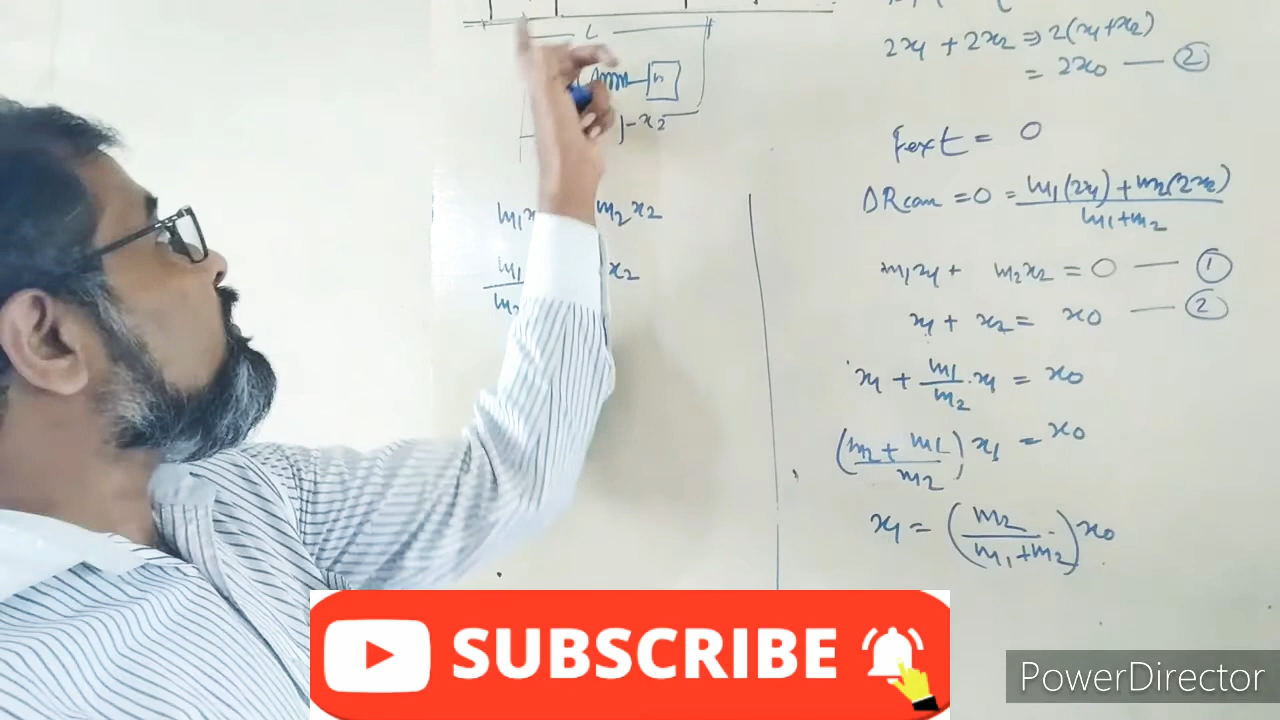 L
m
-x2
m1x
m2x2
m1
m2
x2
2x1 + 2x2 ⇒ 2(x1+x2)
= 2x0 — ②
fext = 0
ΔRcom = 0 = m1(2x1) + m2(2x2)
m1+m2
m1x1 + m2x2 = 0 — ①
x1 + x2 = x0 — ②
x1 + m1/m2 . x1 = x0
(m2 + m1 / m2) x1 = x0
x1 = (m2 / m1+m2) x0
SUBSCRIBE
PowerDirector